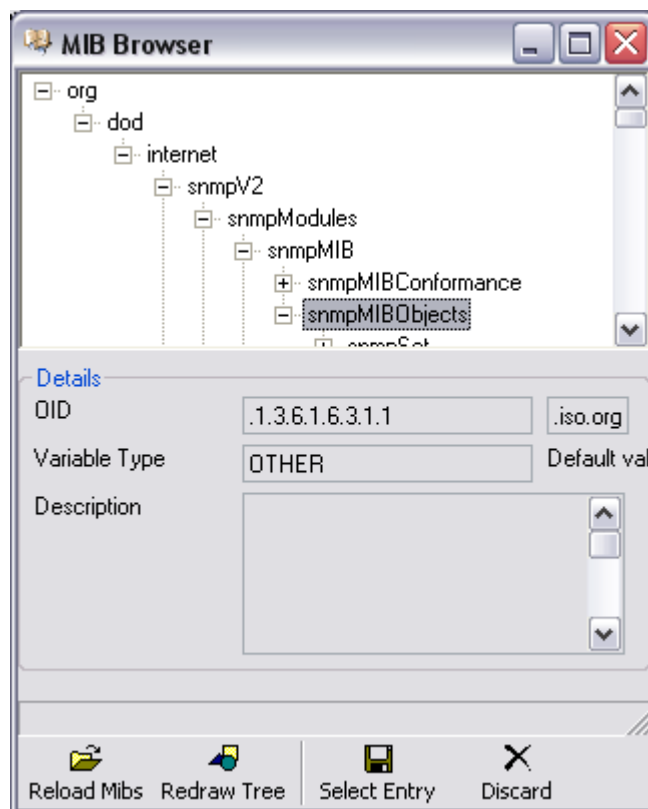 MIB Browser
org
dod
internet
snmpV2
snmpModules
snmpMIB
snmpMIBConformance
snmpMIBObjects
snmpSet
Details
OID .1.3.6.1.6.3.1.1 .iso.org
Variable Type OTHER Default val
Description
Reload Mibs Redraw Tree Select Entry Discard